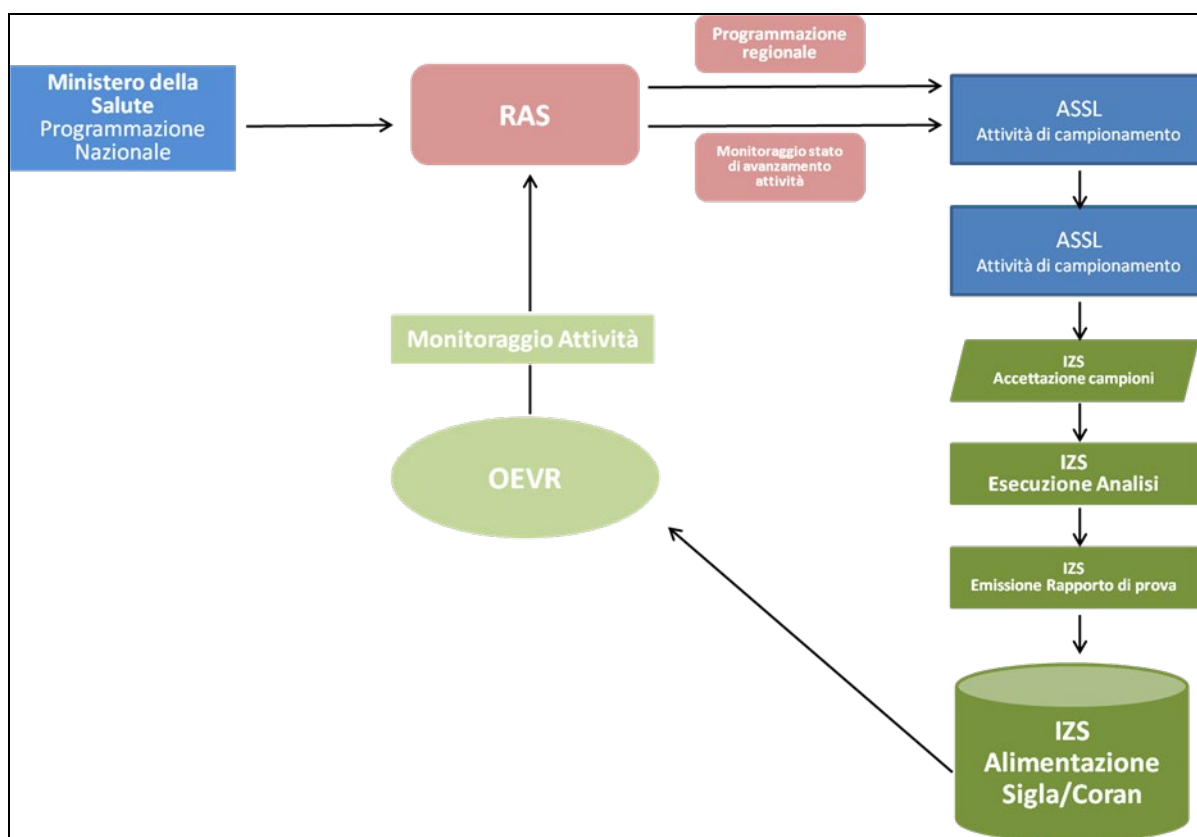 Programmazione
regionale
Ministero della
Salute
Programmazione
Nazionale
RAS
ASSL
Attività di campionamento
Monitoraggio stato
di avanzamento
attività
ASSL
Attività di campionamento
Monitoraggio Attività
IZS
Accettazione campioni
OEVR
IZS
Esecuzione Analisi
IZS
Emissione Rapporto di prova
IZS
Alimentazione
Sigla/Coran